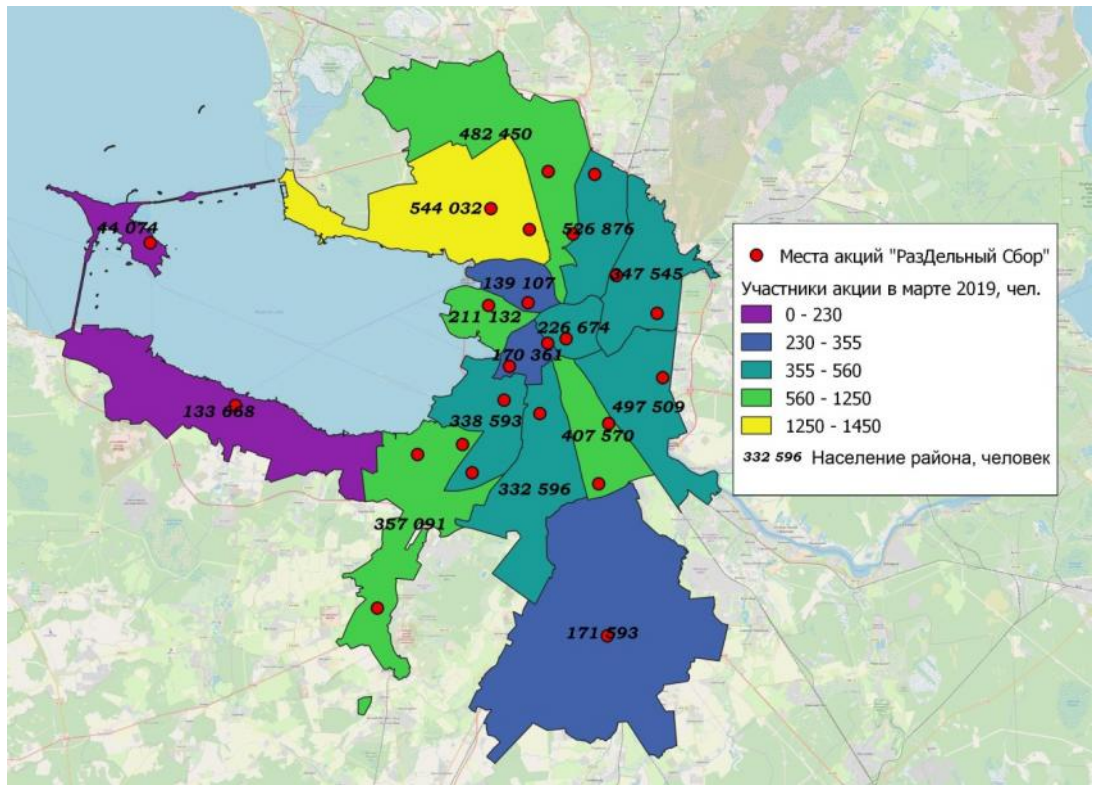 482 450
544 032
526 876
44 074
347 545
139 107
211 132
226 674
170 361
133 668
338 593
497 509
407 570
332 596
357 091
171 593
Места акций "РазДельный Сбор"
Участники акции в марте 2019, чел.
0 - 230
230 - 355
355 - 560
560 - 1250
1250 - 1450
332 596 Население района, человек